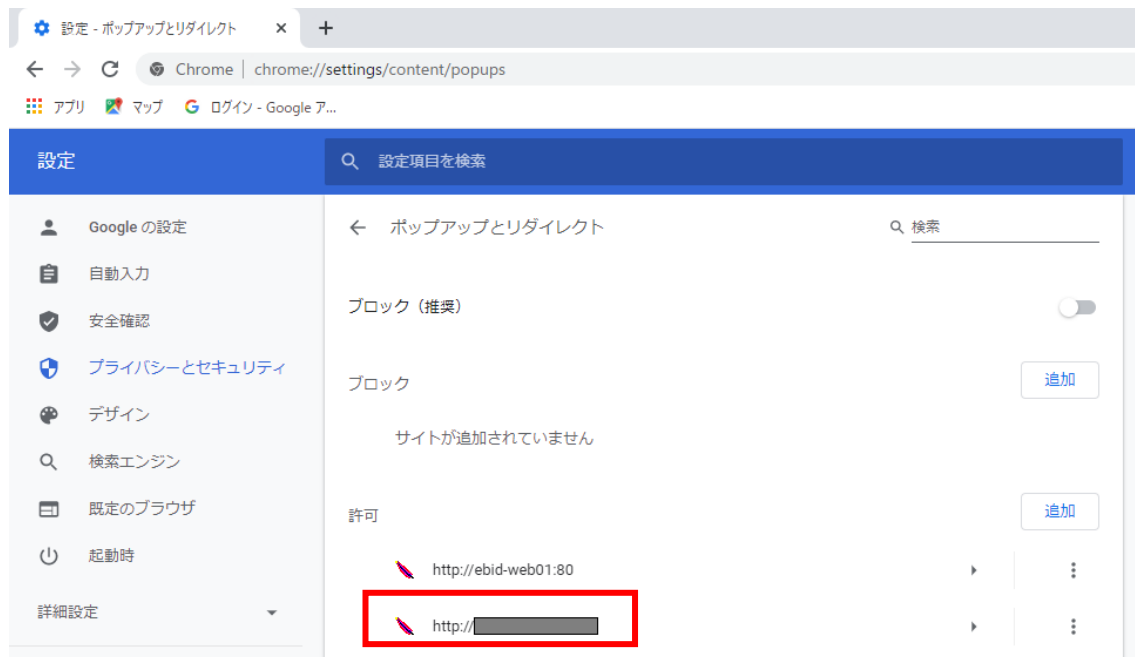 設定 - ポップアップとリダイレクト × +
Chrome | chrome://settings/content/popups
アプリ マップ ログイン - Google ア...
設定
設定項目を検索
Google の設定
自動入力
安全確認
プライバシーとセキュリティ
デザイン
検索エンジン
既定のブラウザ
起動時
詳細設定
ポップアップとリダイレクト
検索
ブロック（推奨）
ブロック
追加
サイトが追加されていません
許可
追加
http://ebid-web01:80
http://